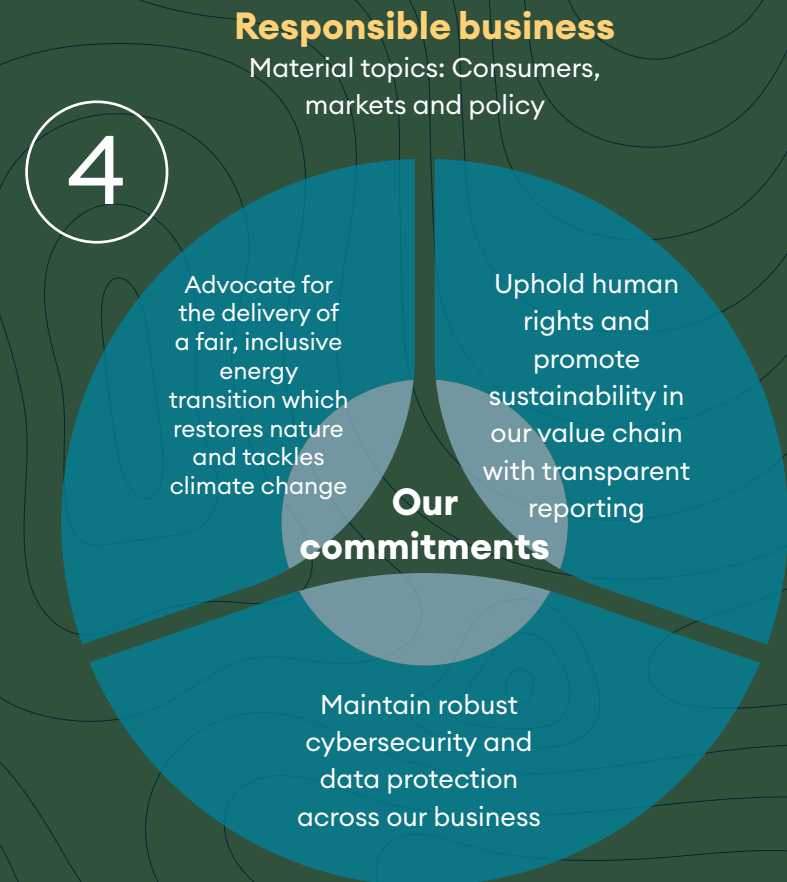 Responsible business
Material topics: Consumers,
markets and policy
4
Advocate for
the delivery of
a fair, inclusive
energy
transition which
restores nature
and tackles
climate change
Uphold human
rights and
promote
sustainability in
our value chain
with transparent
reporting
Our
commitments
Maintain robust
cybersecurity and
data protection
across our business